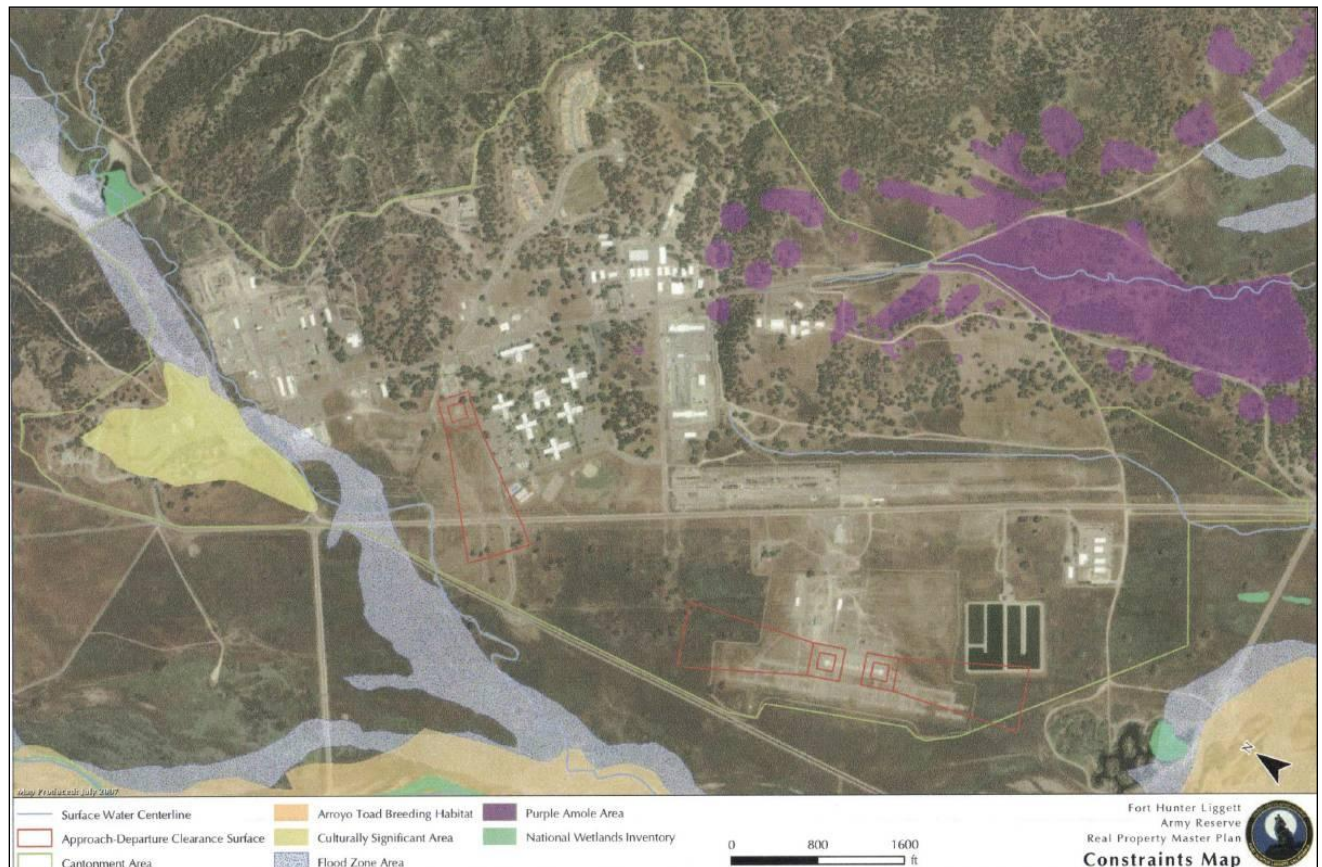 N
Map Produced: July 2007
Surface Water Centerline
Approach-Departure Clearance Surface
Cantonment Area
Arroyo Toad Breeding Habitat
Culturally Significant Area
Flood Zone Area
Purple Amole Area
National Wetlands Inventory
0 800 1600
ft
Fort Hunter Liggett
Army Reserve
Real Property Master Plan
Constraints Map